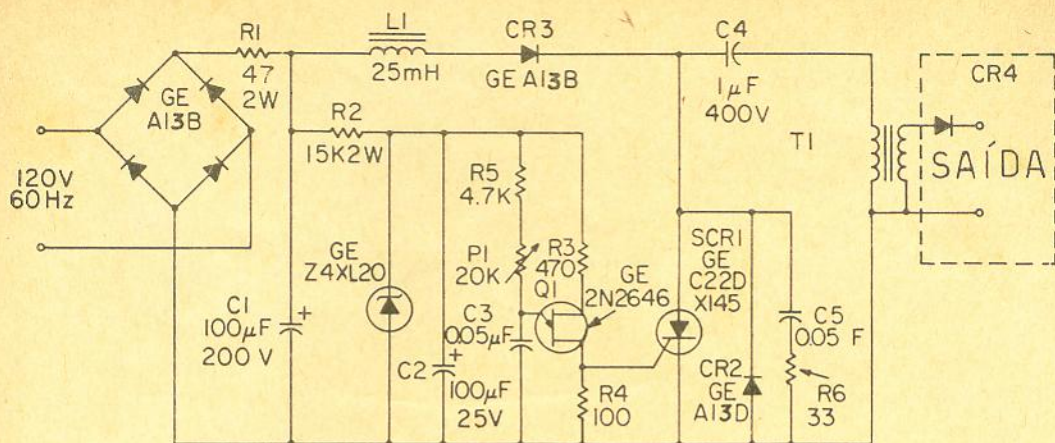 R1
47
2W
GE
A13B
120V
60Hz
L1
25mH
CR3
GE A13B
C4
1µF
400V
T1
CR4
SAÍDA
R2
15K2W
R5
4.7K
P1
20K
R3
470
Q1
GE
2N2646
GE
Z4XL20
C1
100µF
200 V
+
C2
+
100µF
25V
C3
0.05µF
R4
100
SCR1
GE
C22D
X145
CR2
GE
A13D
C5
0.05 F
R6
33